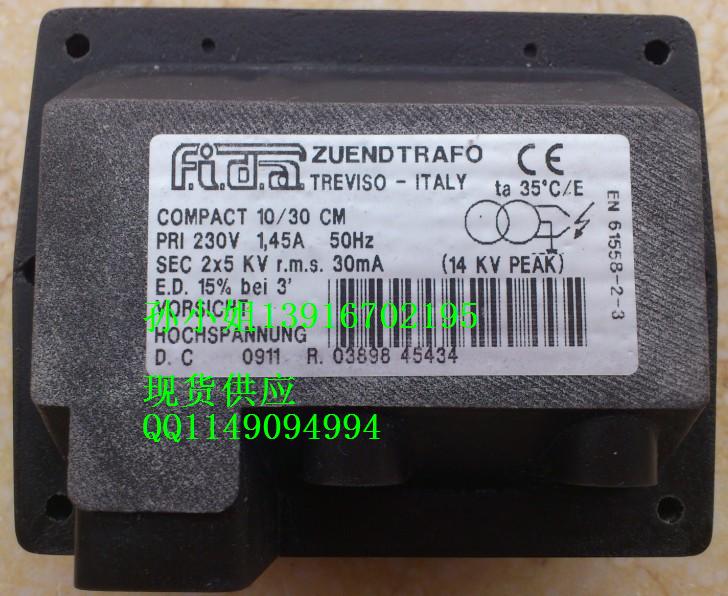 f.i.d.a. ZUENDTRAFO
TREVISO - ITALY
CE
ta 35°C/E
COMPACT 10/30 CM
PRI 230V 1,45A 50Hz
SEC 2x5 KV r.m.s. 30mA (14 KV PEAK)
E.D. 15% bei 3'
VORSICHT
HOCHSPANNUNG
D. C 0911 R. 03898 45434
EN 61558-2-3
孙小姐13916702195
现货供应
QQ1149094994